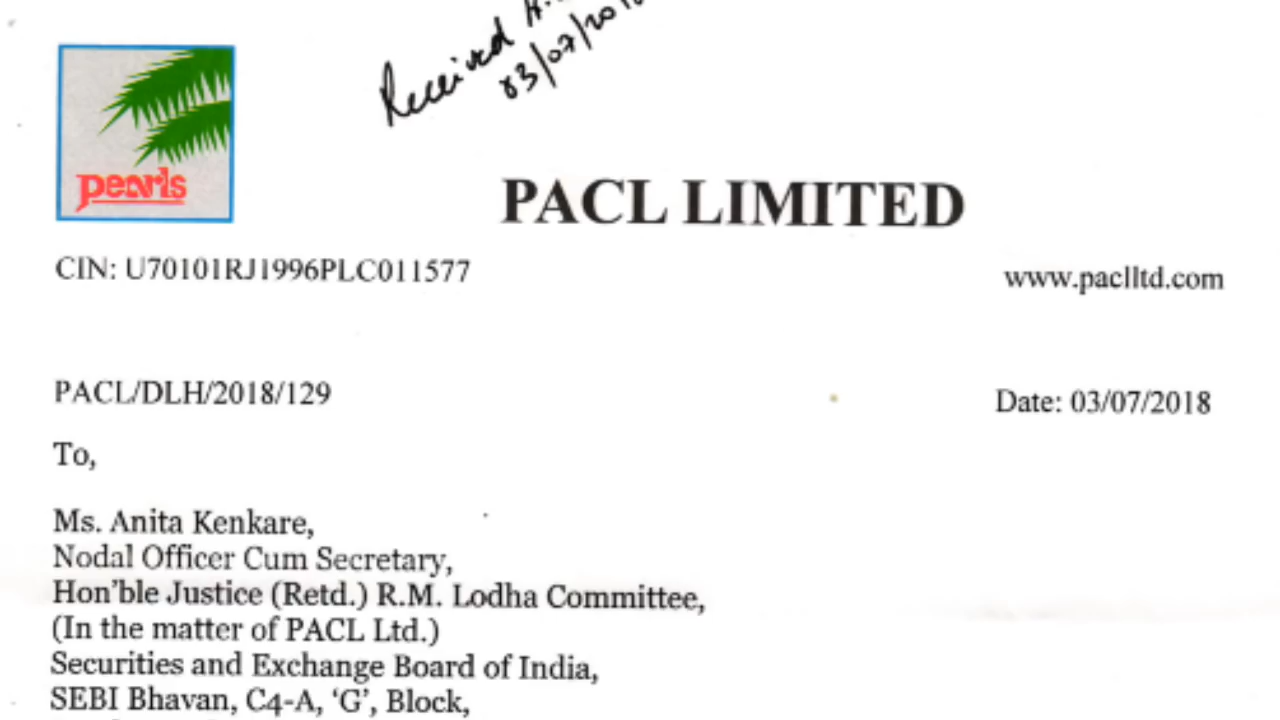 Received
03/07/201
pearls
PACL LIMITED
CIN: U70101RJ1996PLC011577
www.paclltd.com
PACL/DLH/2018/129
Date: 03/07/2018
To,
Ms. Anita Kenkare,
Nodal Officer Cum Secretary,
Hon'ble Justice (Retd.) R.M. Lodha Committee,
(In the matter of PACL Ltd.)
Securities and Exchange Board of India,
SEBI Bhavan, C4-A, 'G', Block,